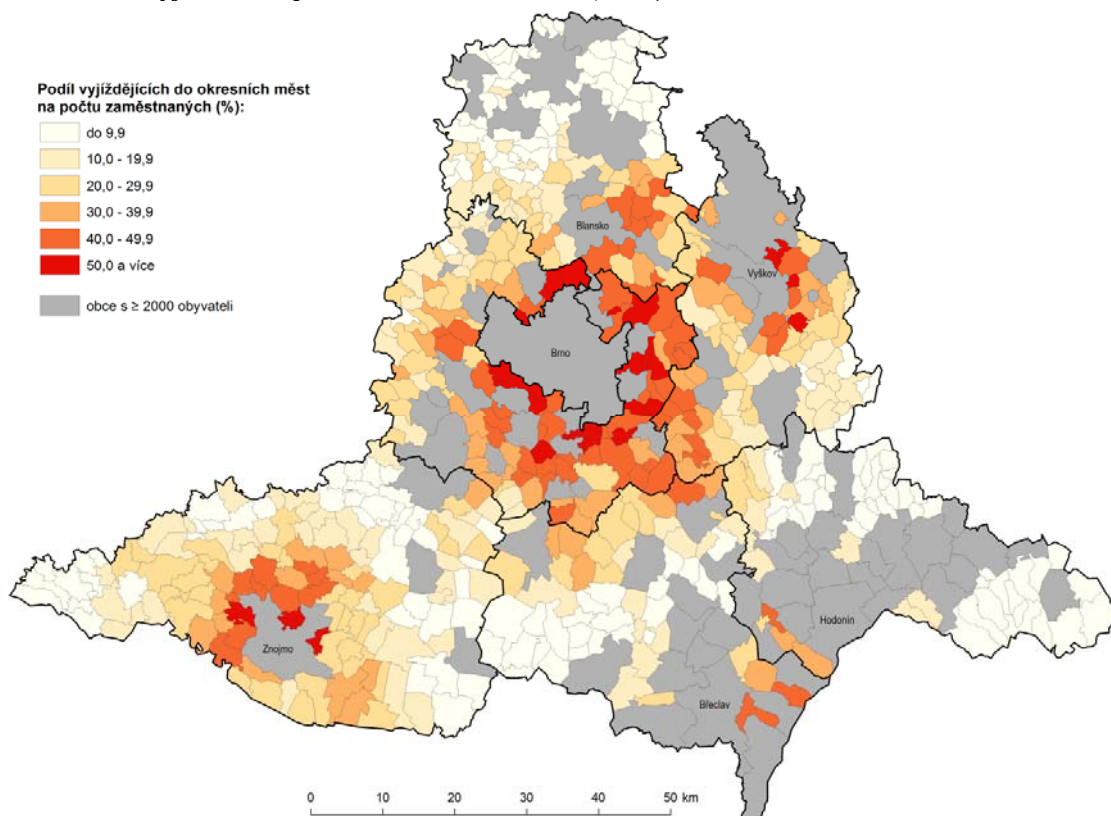 Podíl vyjíždějících do okresních měst
na počtu zaměstnaných (%):
do 9,9
10,0 - 19,9
20,0 - 29,9
30,0 - 39,9
40,0 - 49,9
50,0 a více
obce s ≥ 2000 obyvateli
Blansko
Vyškov
Brno
Hodonín
Znojmo
Břeclav
0 10 20 30 40 50 km